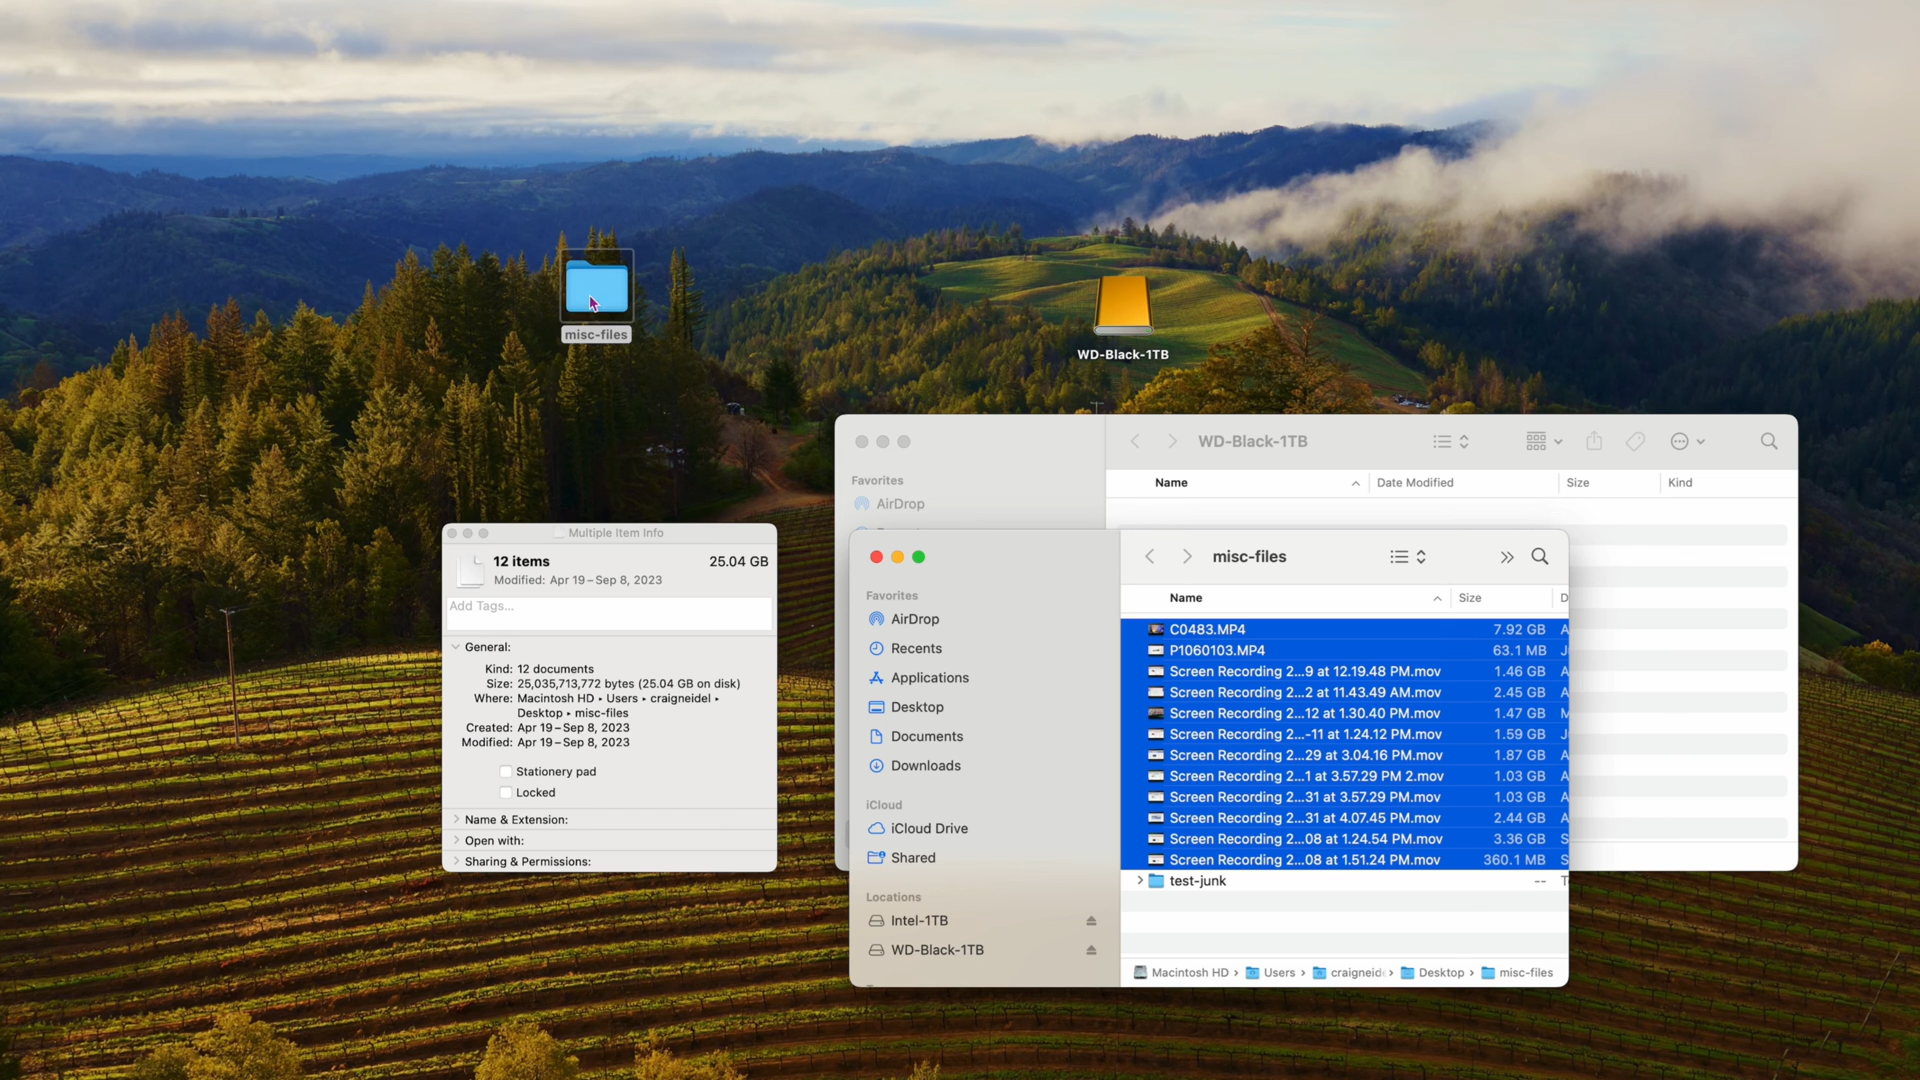 misc-files
WD-Black-1TB
WD-Black-1TB
Favorites
AirDrop
Name
Date Modified
Size
Kind
Multiple Item Info
12 items
25.04 GB
Modified: Apr 19 – Sep 8, 2023
Add Tags...
General:
Kind: 12 documents
Size: 25,035,713,772 bytes (25.04 GB on disk)
Where: Macintosh HD ▸ Users ▸ craigneidel ▸
Desktop ▸ misc-files
Created: Apr 19 – Sep 8, 2023
Modified: Apr 19 – Sep 8, 2023
Stationery pad
Locked
Name & Extension:
Open with:
Sharing & Permissions:
misc-files
Favorites
AirDrop
Recents
Applications
Desktop
Documents
Downloads
iCloud
iCloud Drive
Shared
Locations
Intel-1TB
WD-Black-1TB
Name
Size
D
C0483.MP4 7.92 GB A
P1060103.MP4 63.1 MB J
Screen Recording 2...9 at 12.19.48 PM.mov 1.46 GB A
Screen Recording 2...2 at 11.43.49 AM.mov 2.45 GB A
Screen Recording 2...12 at 1.30.40 PM.mov 1.47 GB M
Screen Recording 2...-11 at 1.24.12 PM.mov 1.59 GB J
Screen Recording 2...29 at 3.04.16 PM.mov 1.87 GB A
Screen Recording 2...1 at 3.57.29 PM 2.mov 1.03 GB A
Screen Recording 2...31 at 3.57.29 PM.mov 1.03 GB A
Screen Recording 2...31 at 4.07.45 PM.mov 2.44 GB A
Screen Recording 2...08 at 1.24.54 PM.mov 3.36 GB S
Screen Recording 2...08 at 1.51.24 PM.mov 360.1 MB S
test-junk -- T
Macintosh HD › Users › craigneid › Desktop › misc-files